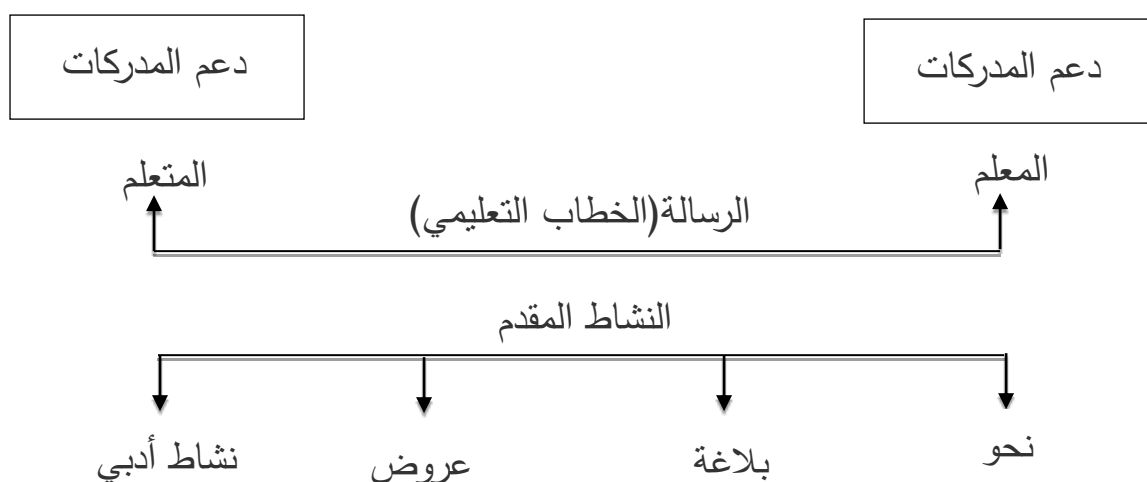 دعم المدركات
دعم المدركات
المعلم
المتعلم
الرسالة(الخطاب التعليمي)
النشاط المقدم
نحو
بلاغة
عروض
نشاط أدبي